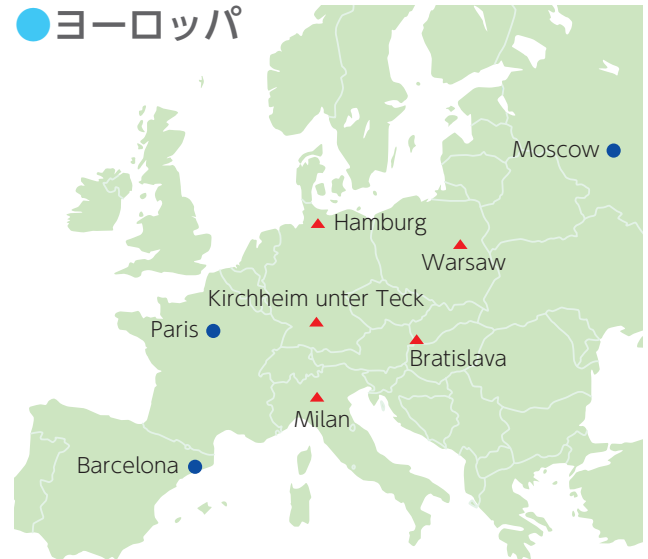 ヨーロッパ
Moscow
Hamburg
Warsaw
Kirchheim unter Teck
Paris
Bratislava
Milan
Barcelona